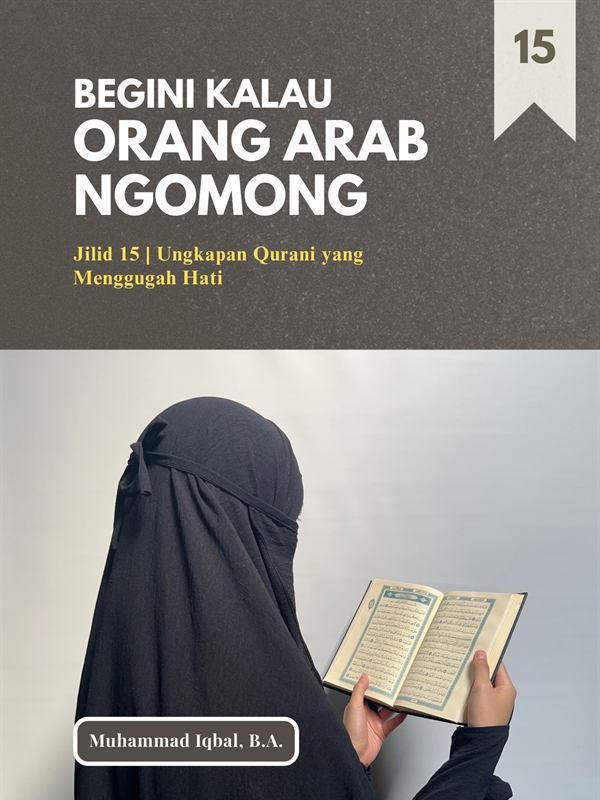 15
BEGINI KALAU
ORANG ARAB
NGOMONG
Jilid 15 | Ungkapan Qurani yang
Menggugah Hati
Muhammad Iqbal, B.A.